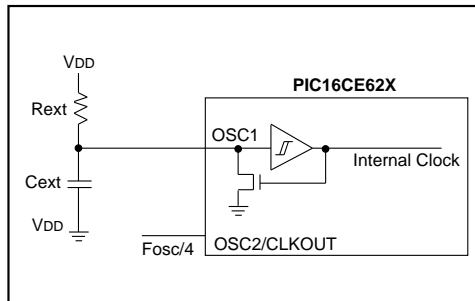 VDD
PIC16CE62X
Rext
OSC1
Internal Clock
Cext
VDD
Fosc/4
OSC2/CLKOUT